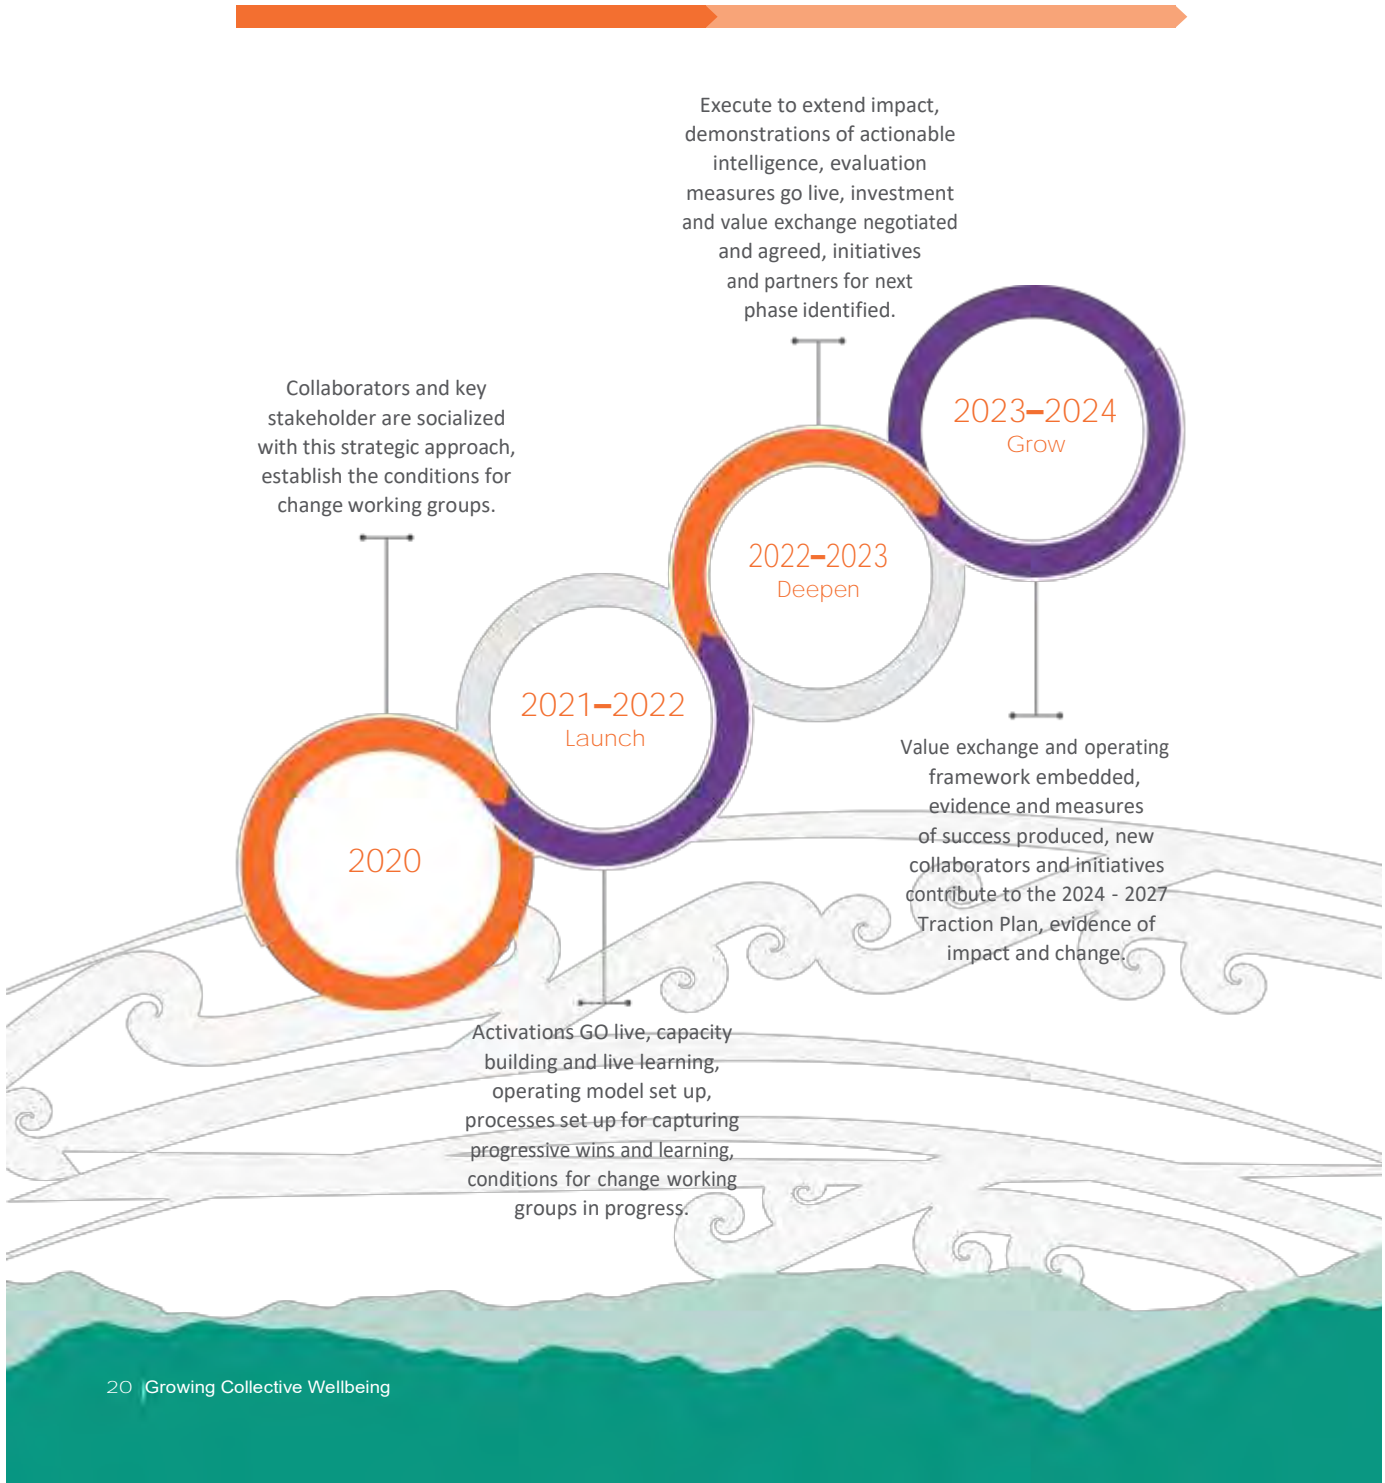 Execute to extend impact,
demonstrations of actionable
intelligence, evaluation
measures go live, investment
and value exchange negotiated
and agreed, initiatives
and partners for next
phase identified.
Collaborators and key
stakeholder are socialized
with this strategic approach,
establish the conditions for
change working groups.
2023–2024
Grow
2022–2023
Deepen
2021–2022
Launch
2020
Value exchange and operating
framework embedded,
evidence and measures
of success produced, new
collaborators and initiatives
contribute to the 2024 - 2027
Traction Plan, evidence of
impact and change.
Activations GO live, capacity
building and live learning,
operating model set up,
processes set up for capturing
progressive wins and learning,
conditions for change working
groups in progress.
20 |Growing Collective Wellbeing